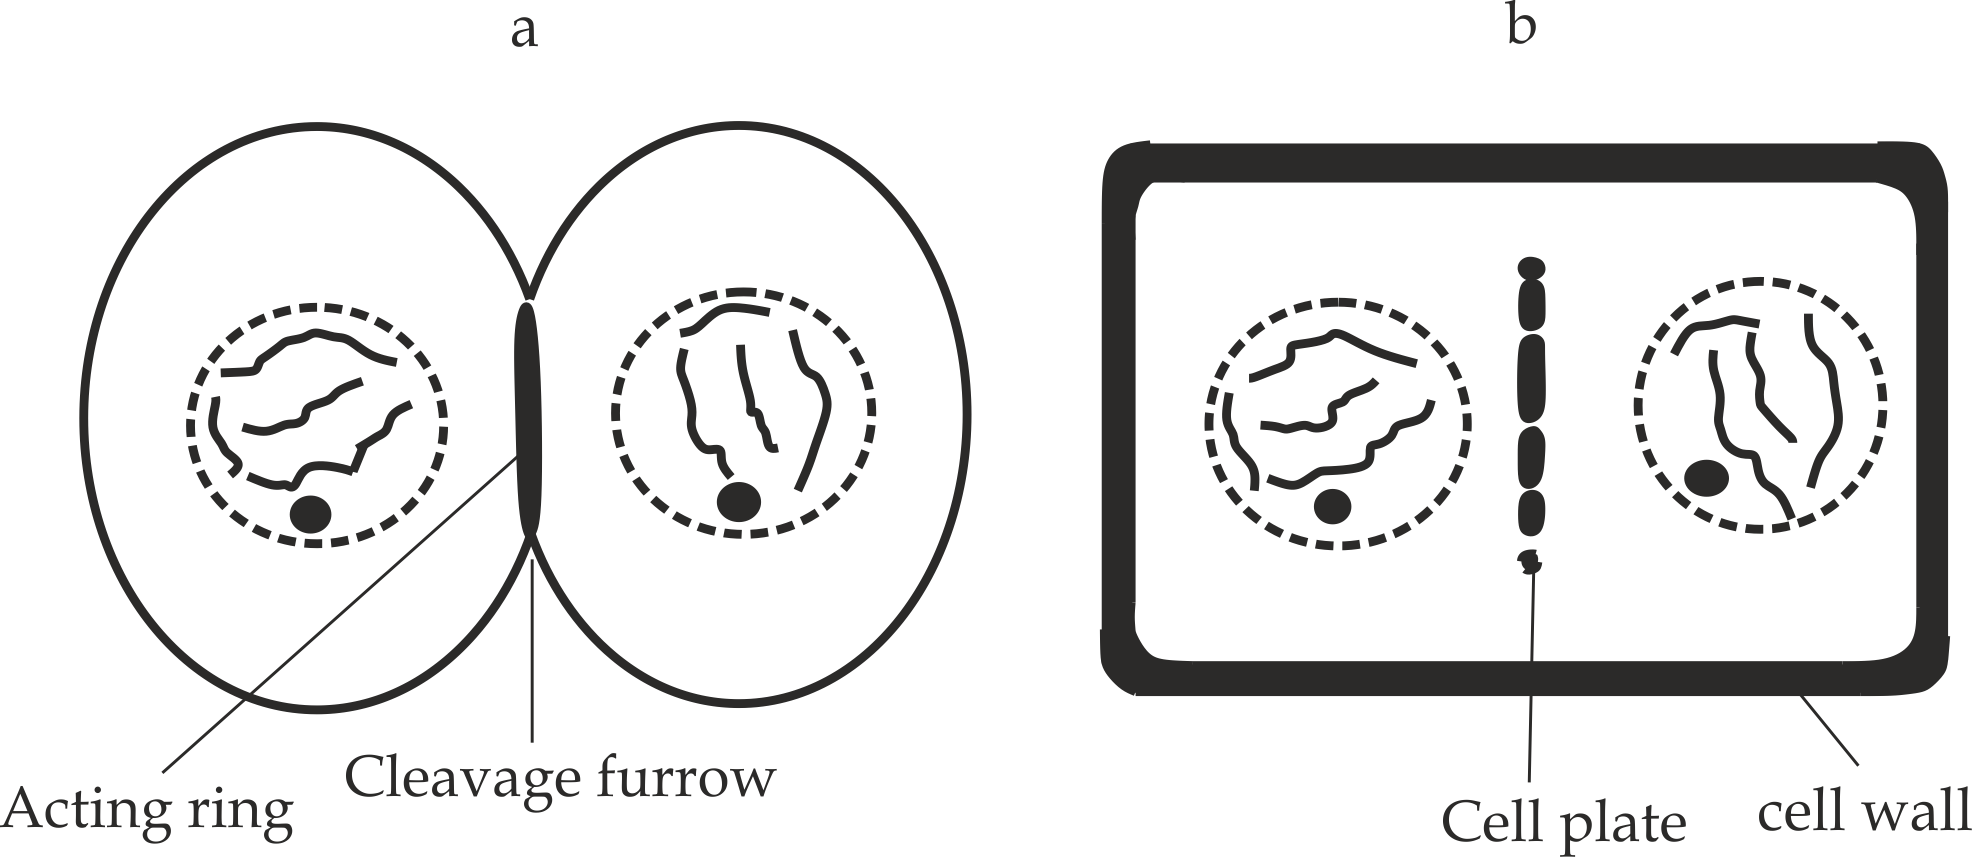 a
b
Acting ring
Cleavage furrow
Cell plate
cell wall